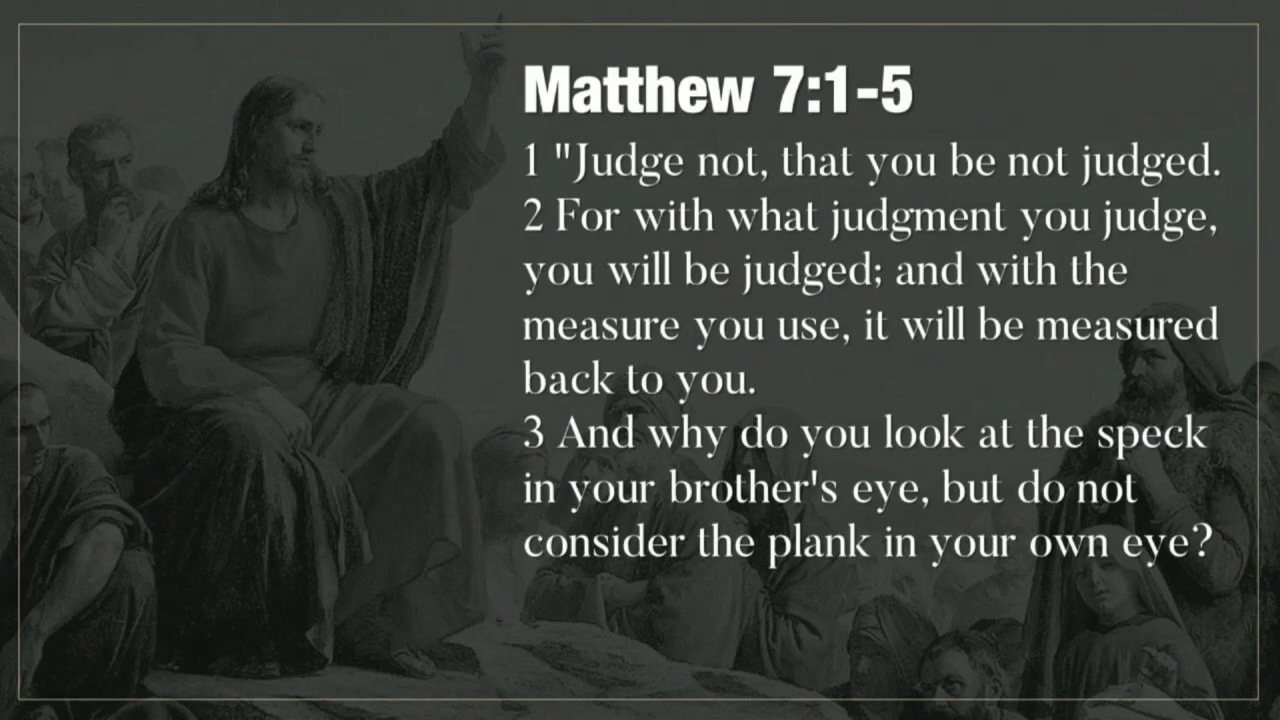 Matthew 7:1-5
1 "Judge not, that you be not judged.
2 For with what judgment you judge,
you will be judged; and with the
measure you use, it will be measured
back to you.
3 And why do you look at the speck
in your brother's eye, but do not
consider the plank in your own eye?